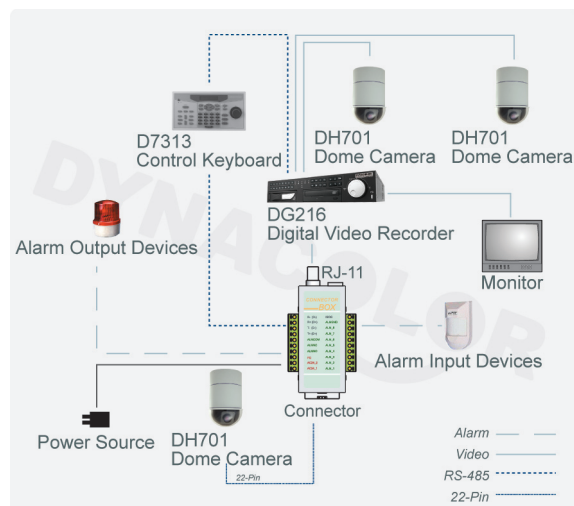 D7313
Control Keyboard
DH701
Dome Camera
DH701
Dome Camera
DG216
Digital Video Recorder
Alarm Output Devices
RJ-11
Monitor
Alarm Input Devices
Connector
Power Source
DH701
Dome Camera
22-Pin
Alarm
Video
RS-485
22-Pin
DYNACOLOR